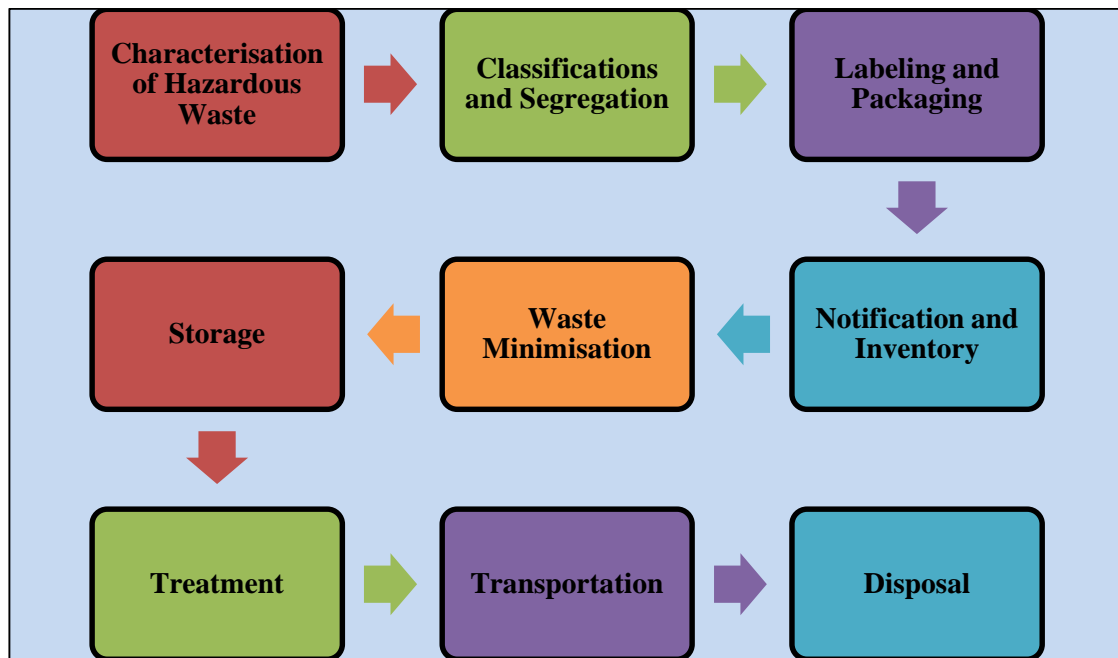 Characterisation
of Hazardous
Waste
Classifications
and Segregation
Labeling and
Packaging
Notification and
Inventory
Waste
Minimisation
Storage
Treatment
Transportation
Disposal